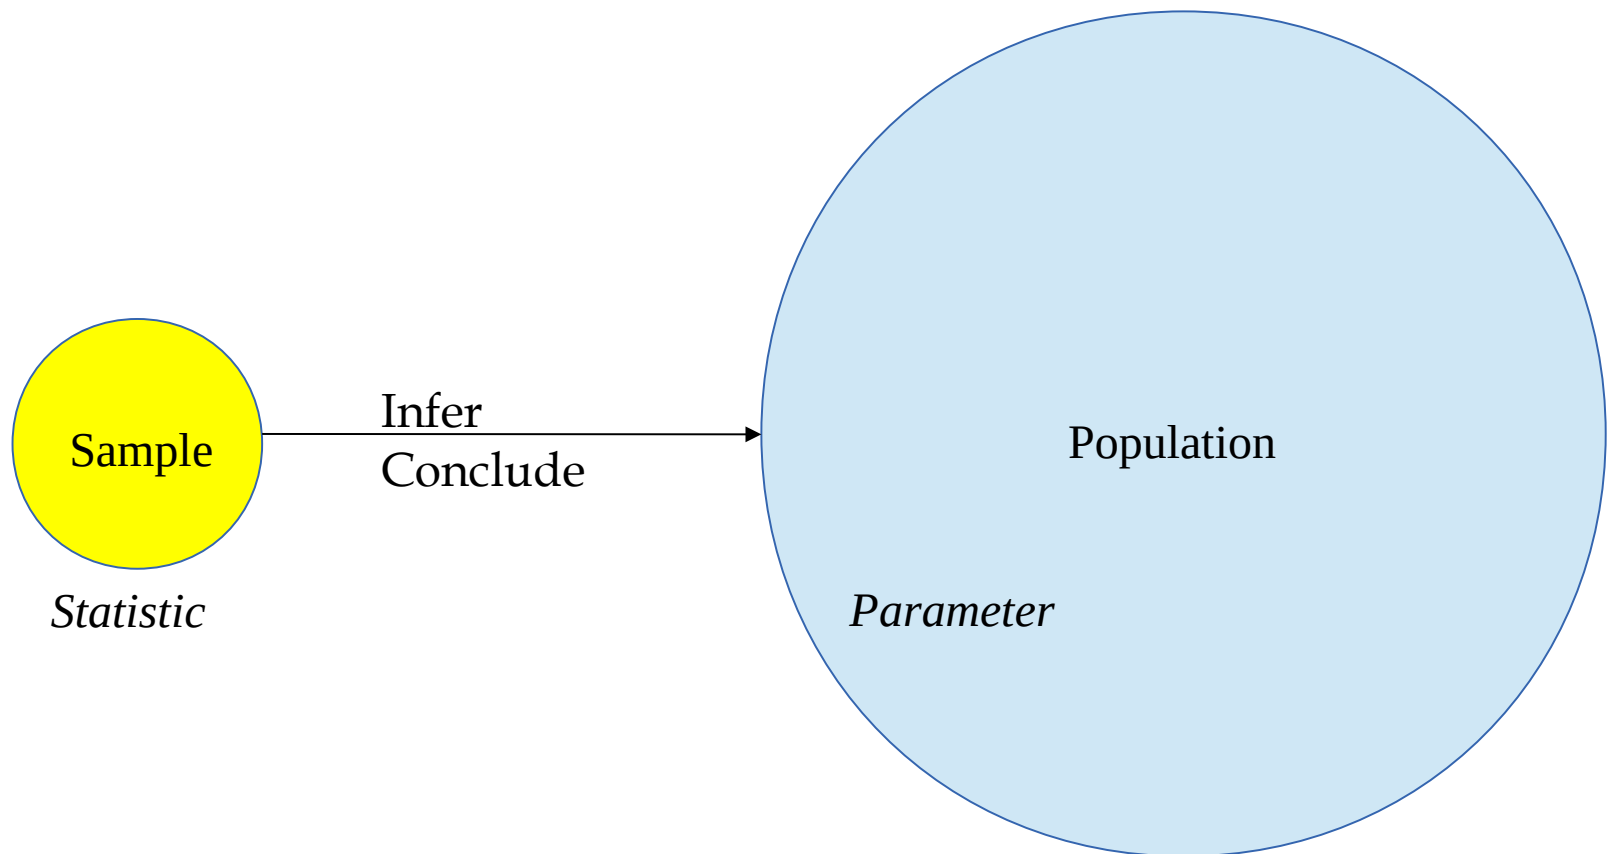 Sample
Infer
Conclude
Population
Statistic
Parameter